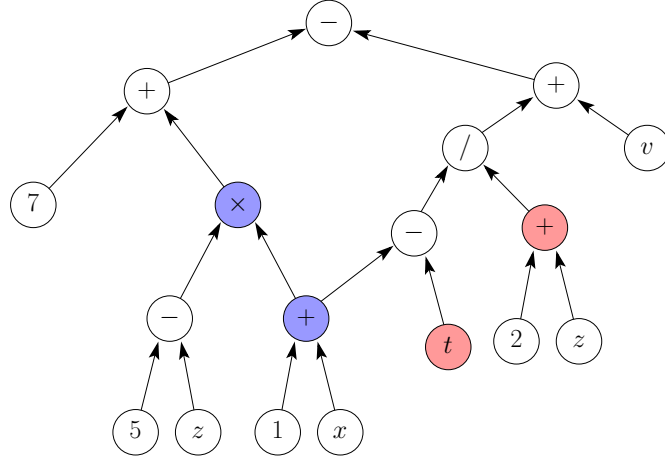 −
+
+
/
v
7
×
−
+
−
+
t
2
z
5
z
1
x